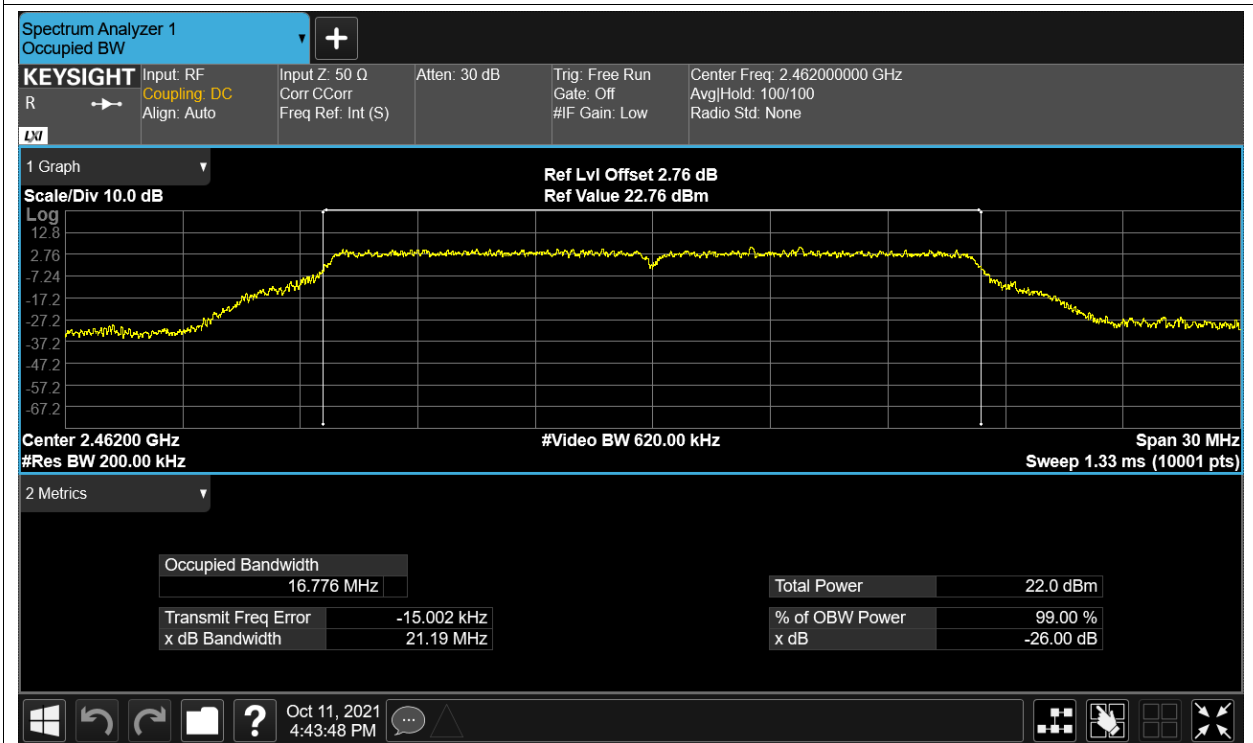 Spectrum Analyzer 1
Occupied BW
KEYSIGHT
R
LXI
Input: RF
Coupling: DC
Align: Auto
Input Z: 50 Ω
Corr CCorr
Freq Ref: Int (S)
Atten: 30 dB
Trig: Free Run
Gate: Off
#IF Gain: Low
Center Freq: 2.462000000 GHz
Avg|Hold: 100/100
Radio Std: None
1 Graph
Scale/Div 10.0 dB
Ref Lvl Offset 2.76 dB
Ref Value 22.76 dBm
Log
12.8
2.76
-7.24
-17.2
-27.2
-37.2
-47.2
-57.2
-67.2
Center 2.46200 GHz
#Video BW 620.00 kHz
Span 30 MHz
#Res BW 200.00 kHz
Sweep 1.33 ms (10001 pts)
2 Metrics
Occupied Bandwidth
16.776 MHz
Total Power 22.0 dBm
Transmit Freq Error -15.002 kHz
% of OBW Power 99.00 %
x dB Bandwidth 21.19 MHz
x dB -26.00 dB
?
Oct 11, 2021
4:43:48 PM